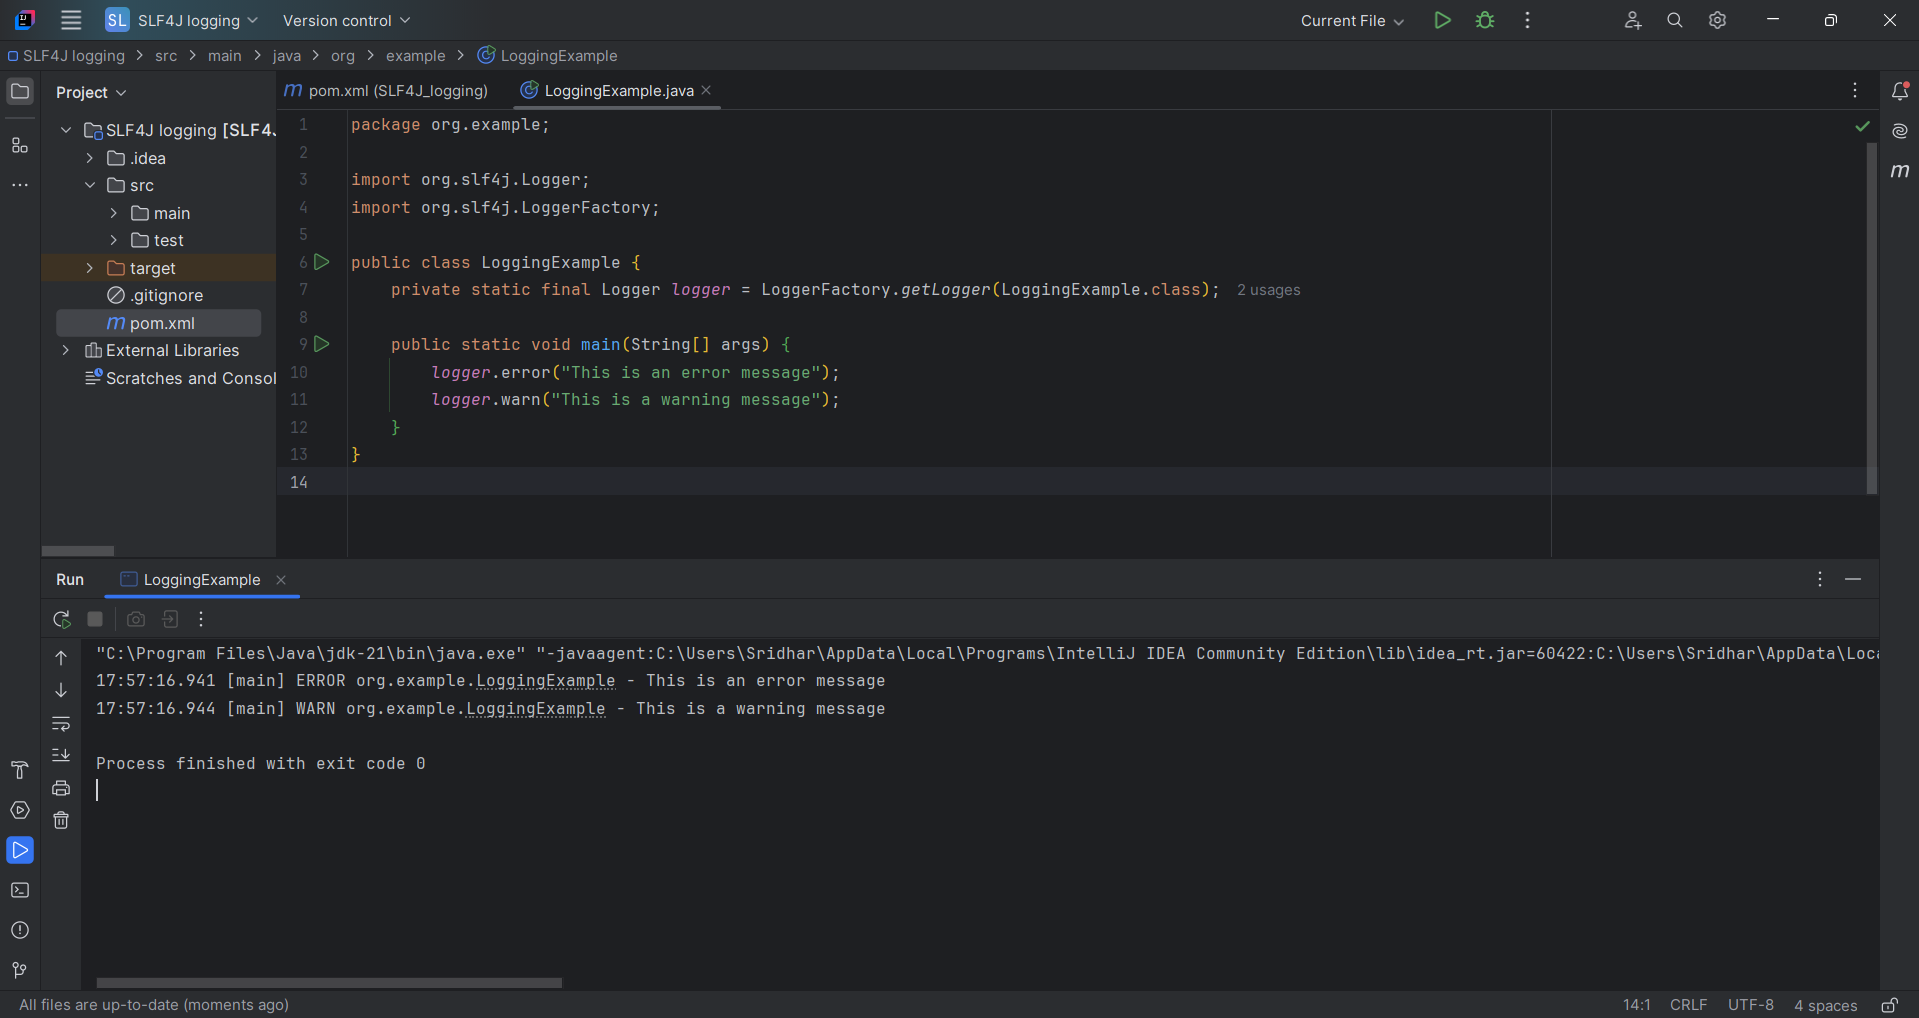 SL SLF4J logging Version control Current File
SLF4J logging > src > main > java > org > example > LoggingExample
Project
SLF4J logging [SLF4J
.idea
src
main
test
target
.gitignore
m pom.xml
External Libraries
Scratches and Consol
m pom.xml (SLF4J_logging) LoggingExample.java
1 package org.example;
2
3 import org.slf4j.Logger;
4 import org.slf4j.LoggerFactory;
5
6 public class LoggingExample {
7 private static final Logger logger = LoggerFactory.getLogger(LoggingExample.class); 2 usages
8
9 public static void main(String[] args) {
10 logger.error("This is an error message");
11 logger.warn("This is a warning message");
12 }
13 }
14
m
Run LoggingExample
"C:\Program Files\Java\jdk-21\bin\java.exe" "-javaagent:C:\Users\Sridhar\AppData\Local\Programs\IntelliJ IDEA Community Edition\lib\idea_rt.jar=60422:C:\Users\Sridhar\AppData\Loca
17:57:16.941 [main] ERROR org.example.LoggingExample - This is an error message
17:57:16.944 [main] WARN org.example.LoggingExample - This is a warning message
Process finished with exit code 0
All files are up-to-date (moments ago) 14:1 CRLF UTF-8 4 spaces